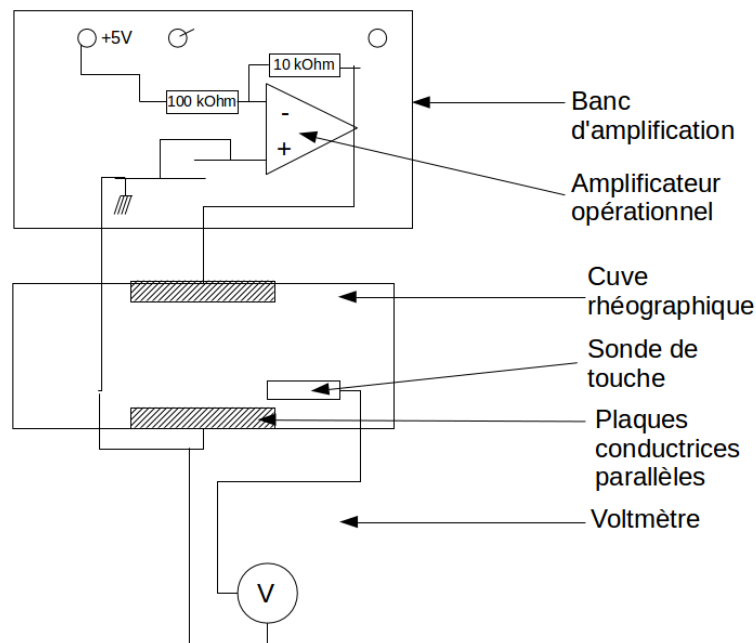 +5V
10 kOhm
100 kOhm
-
+
Banc
d'amplification
Amplificateur
opérationnel
Cuve
rhéographique
Sonde de
touche
Plaques
conductrices
parallèles
Voltmètre
V